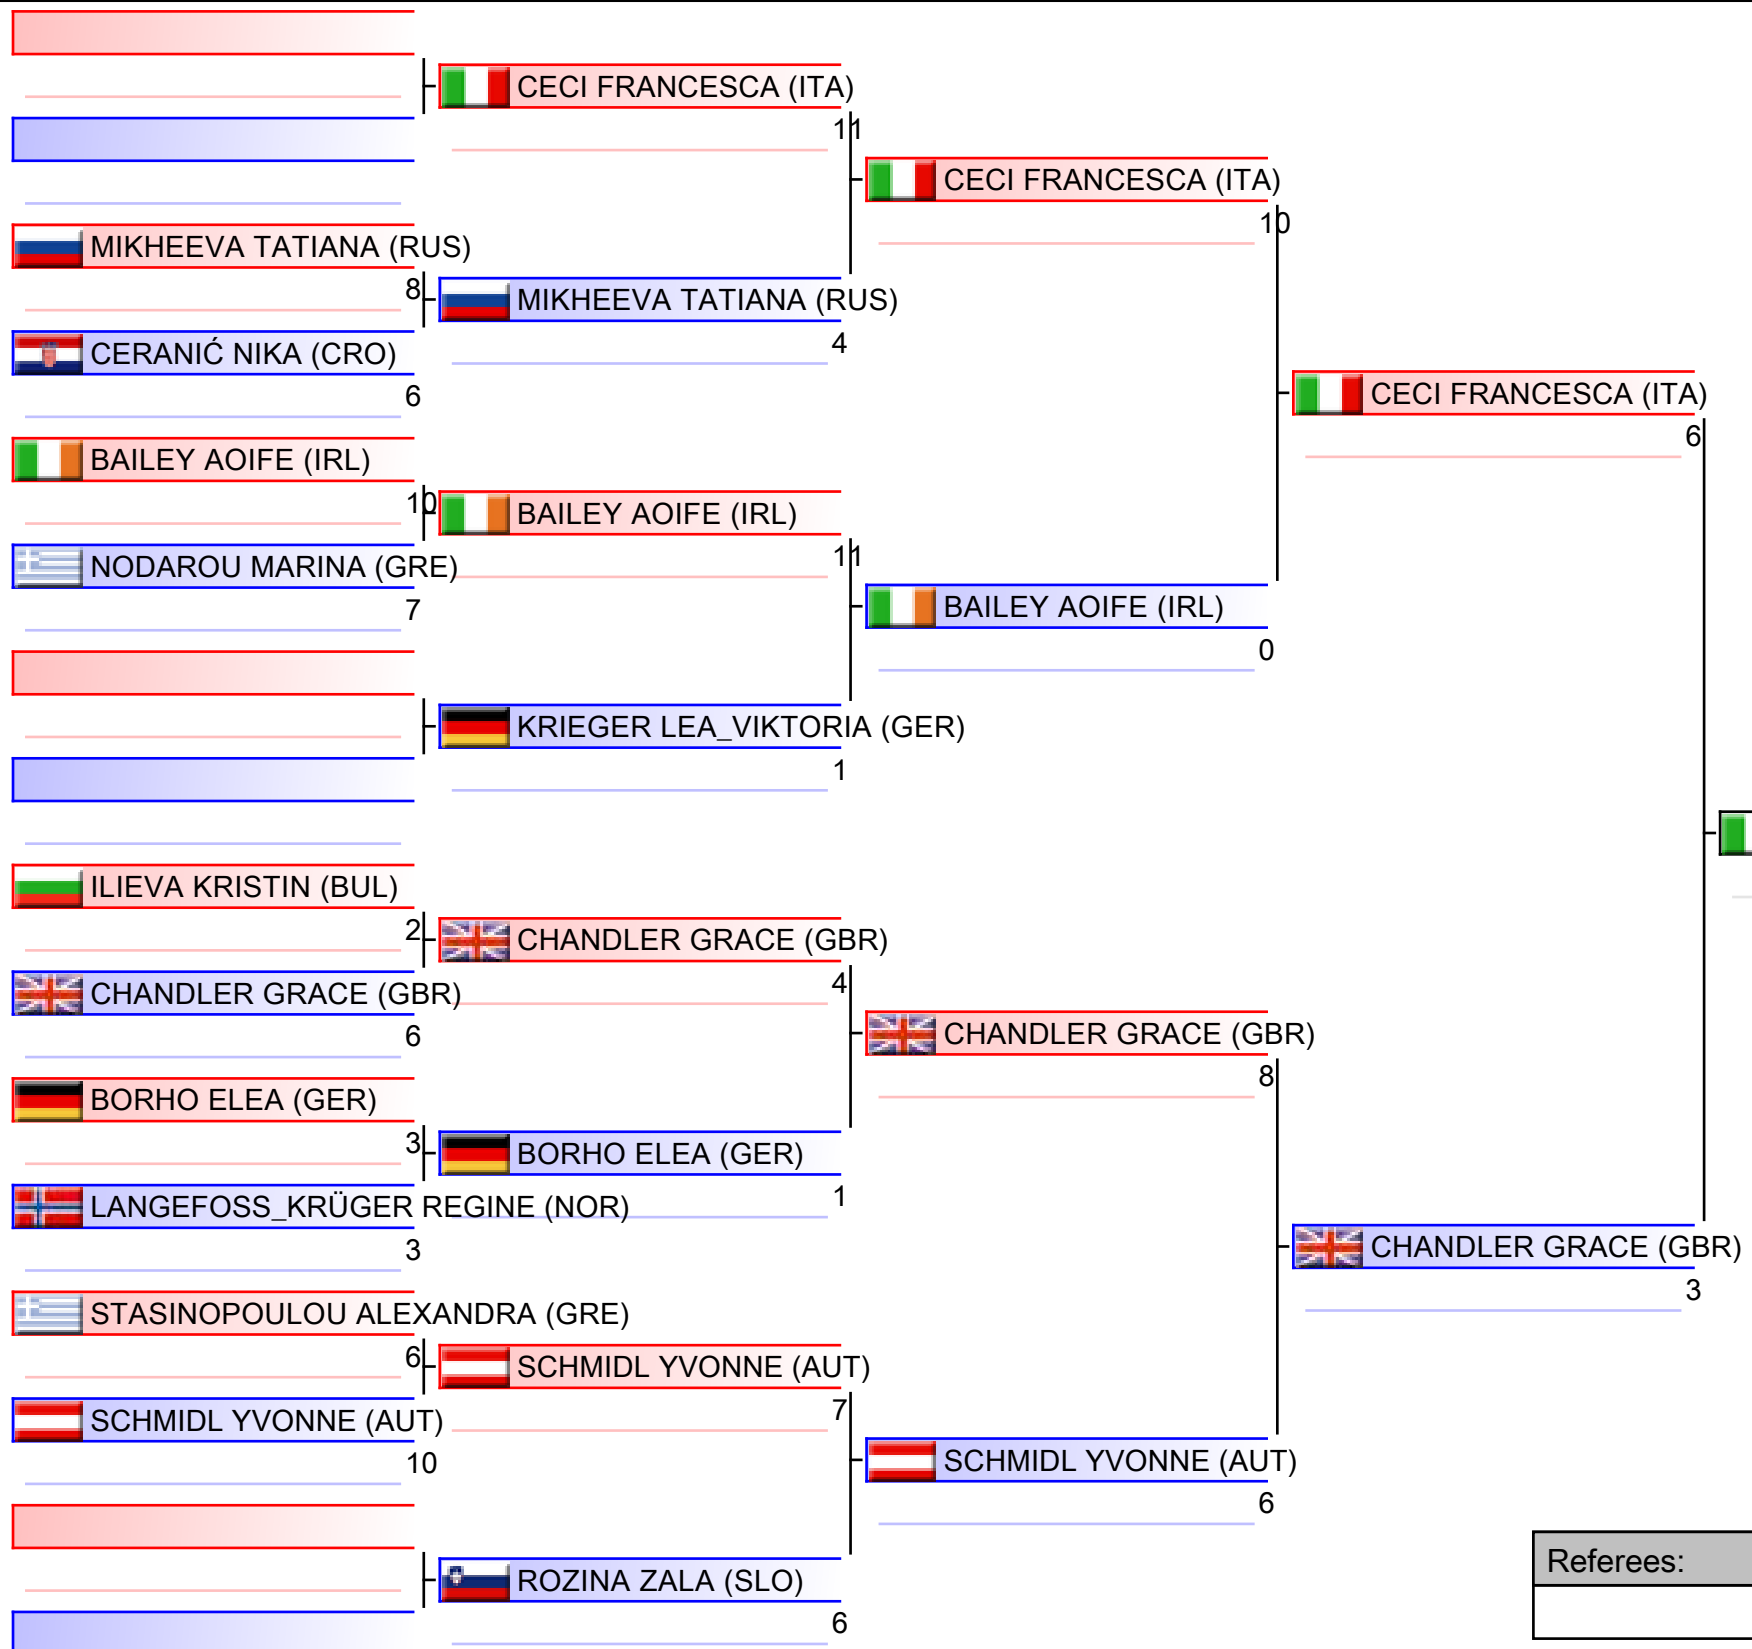 CECI FRANCESCA (ITA)
11
CECI FRANCESCA (ITA)
10
MIKHEEVA TATIANA (RUS)
8
MIKHEEVA TATIANA (RUS)
4
CERANIĆ NIKA (CRO)
6
CECI FRANCESCA (ITA)
6
BAILEY AOIFE (IRL)
10
BAILEY AOIFE (IRL)
11
NODAROU MARINA (GRE)
7
BAILEY AOIFE (IRL)
0
KRIEGER LEA_VIKTORIA (GER)
1
ILIEVA KRISTIN (BUL)
2
CHANDLER GRACE (GBR)
4
CHANDLER GRACE (GBR)
6
CHANDLER GRACE (GBR)
8
BORHO ELEA (GER)
3
BORHO ELEA (GER)
1
LANGEFOSS_KRÜGER REGINE (NOR)
3
CHANDLER GRACE (GBR)
3
STASINOPOULOU ALEXANDRA (GRE)
6
SCHMIDL YVONNE (AUT)
7
SCHMIDL YVONNE (AUT)
10
SCHMIDL YVONNE (AUT)
6
ROZINA ZALA (SLO)
6
Referees: